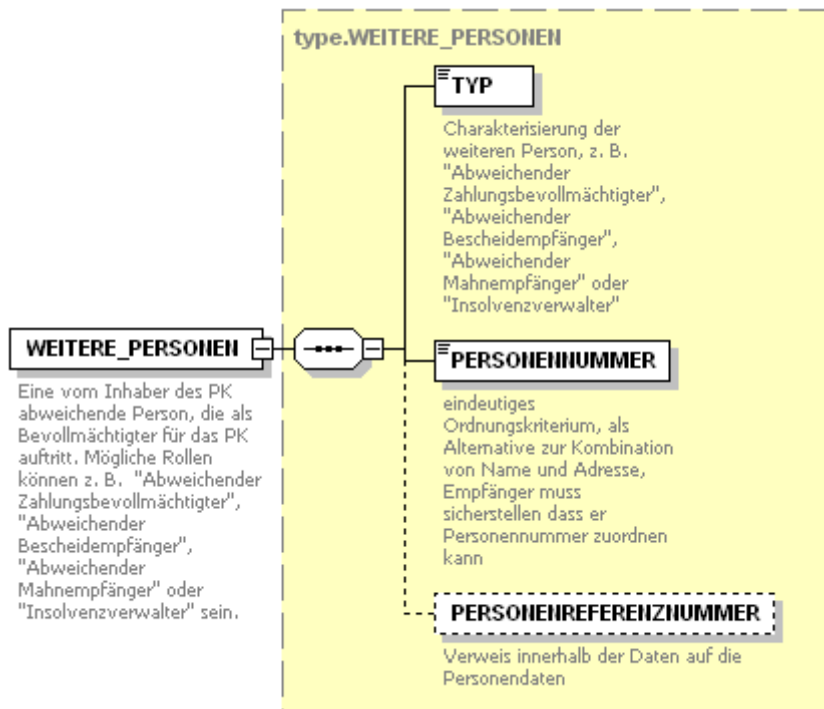 type.WEITERE_PERSONEN
TYP
Charakterisierung der
weiteren Person, z. B.
"Abweichender
Zahlungsbevollmächtigter",
"Abweichender
Bescheidempfänger",
"Abweichender
Mahnempfänger" oder
"Insolvenzverwalter"
WEITERE_PERSONEN
Eine vom Inhaber des PK
abweichende Person, die als
Bevollmächtigter für das PK
auftritt. Mögliche Rollen
können z. B. "Abweichender
Zahlungsbevollmächtigter",
"Abweichender
Bescheidempfänger",
"Abweichender
Mahnempfänger" oder
"Insolvenzverwalter" sein.
PERSONENNUMMER
eindeutiges
Ordnungskriterium, als
Alternative zur Kombination
von Name und Adresse,
Empfänger muss
sicherstellen dass er
Personennummer zuordnen
kann
PERSONENREFERENZNUMMER
Verweis innerhalb der Daten auf die
Personendaten